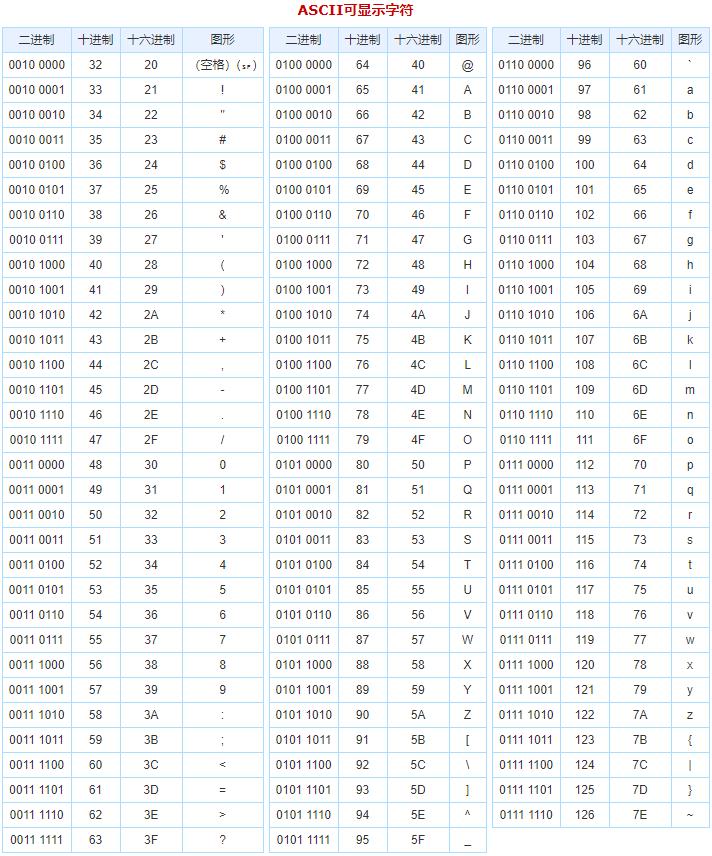 ASCII可显示字符
二进制 十进制 十六进制 图形 二进制 十进制 十六进制 图形 二进制 十进制 十六进制 图形
0010 0000 32 20 (空格) (␠) 0100 0000 64 40 @ 0110 0000 96 60 `
0010 0001 33 21 ! 0100 0001 65 41 A 0110 0001 97 61 a
0010 0010 34 22 " 0100 0010 66 42 B 0110 0010 98 62 b
0010 0011 35 23 # 0100 0011 67 43 C 0110 0011 99 63 c
0010 0100 36 24 $ 0100 0100 68 44 D 0110 0100 100 64 d
0010 0101 37 25 % 0100 0101 69 45 E 0110 0101 101 65 e
0010 0110 38 26 & 0100 0110 70 46 F 0110 0110 102 66 f
0010 0111 39 27 ' 0100 0111 71 47 G 0110 0111 103 67 g
0010 1000 40 28 ( 0100 1000 72 48 H 0110 1000 104 68 h
0010 1001 41 29 ) 0100 1001 73 49 I 0110 1001 105 69 i
0010 1010 42 2A * 0100 1010 74 4A J 0110 1010 106 6A j
0010 1011 43 2B + 0100 1011 75 4B K 0110 1011 107 6B k
0010 1100 44 2C , 0100 1100 76 4C L 0110 1100 108 6C l
0010 1101 45 2D - 0100 1101 77 4D M 0110 1101 109 6D m
0010 1110 46 2E . 0100 1110 78 4E N 0110 1110 110 6E n
0010 1111 47 2F / 0100 1111 79 4F O 0110 1111 111 6F o
0011 0000 48 30 0 0101 0000 80 50 P 0111 0000 112 70 p
0011 0001 49 31 1 0101 0001 81 51 Q 0111 0001 113 71 q
0011 0010 50 32 2 0101 0010 82 52 R 0111 0010 114 72 r
0011 0011 51 33 3 0101 0011 83 53 S 0111 0011 115 73 s
0011 0100 52 34 4 0101 0100 84 54 T 0111 0100 116 74 t
0011 0101 53 35 5 0101 0101 85 55 U 0111 0101 117 75 u
0011 0110 54 36 6 0101 0110 86 56 V 0111 0110 118 76 v
0011 0111 55 37 7 0101 0111 87 57 W 0111 0111 119 77 w
0011 1000 56 38 8 0101 1000 88 58 X 0111 1000 120 78 x
0011 1001 57 39 9 0101 1001 89 59 Y 0111 1001 121 79 y
0011 1010 58 3A : 0101 1010 90 5A Z 0111 1010 122 7A z
0011 1011 59 3B ; 0101 1011 91 5B [ 0111 1011 123 7B {
0011 1100 60 3C < 0101 1100 92 5C \ 0111 1100 124 7C |
0011 1101 61 3D = 0101 1101 93 5D ] 0111 1101 125 7D }
0011 1110 62 3E > 0101 1110 94 5E ^ 0111 1110 126 7E ~
0011 1111 63 3F ? 0101 1111 95 5F _